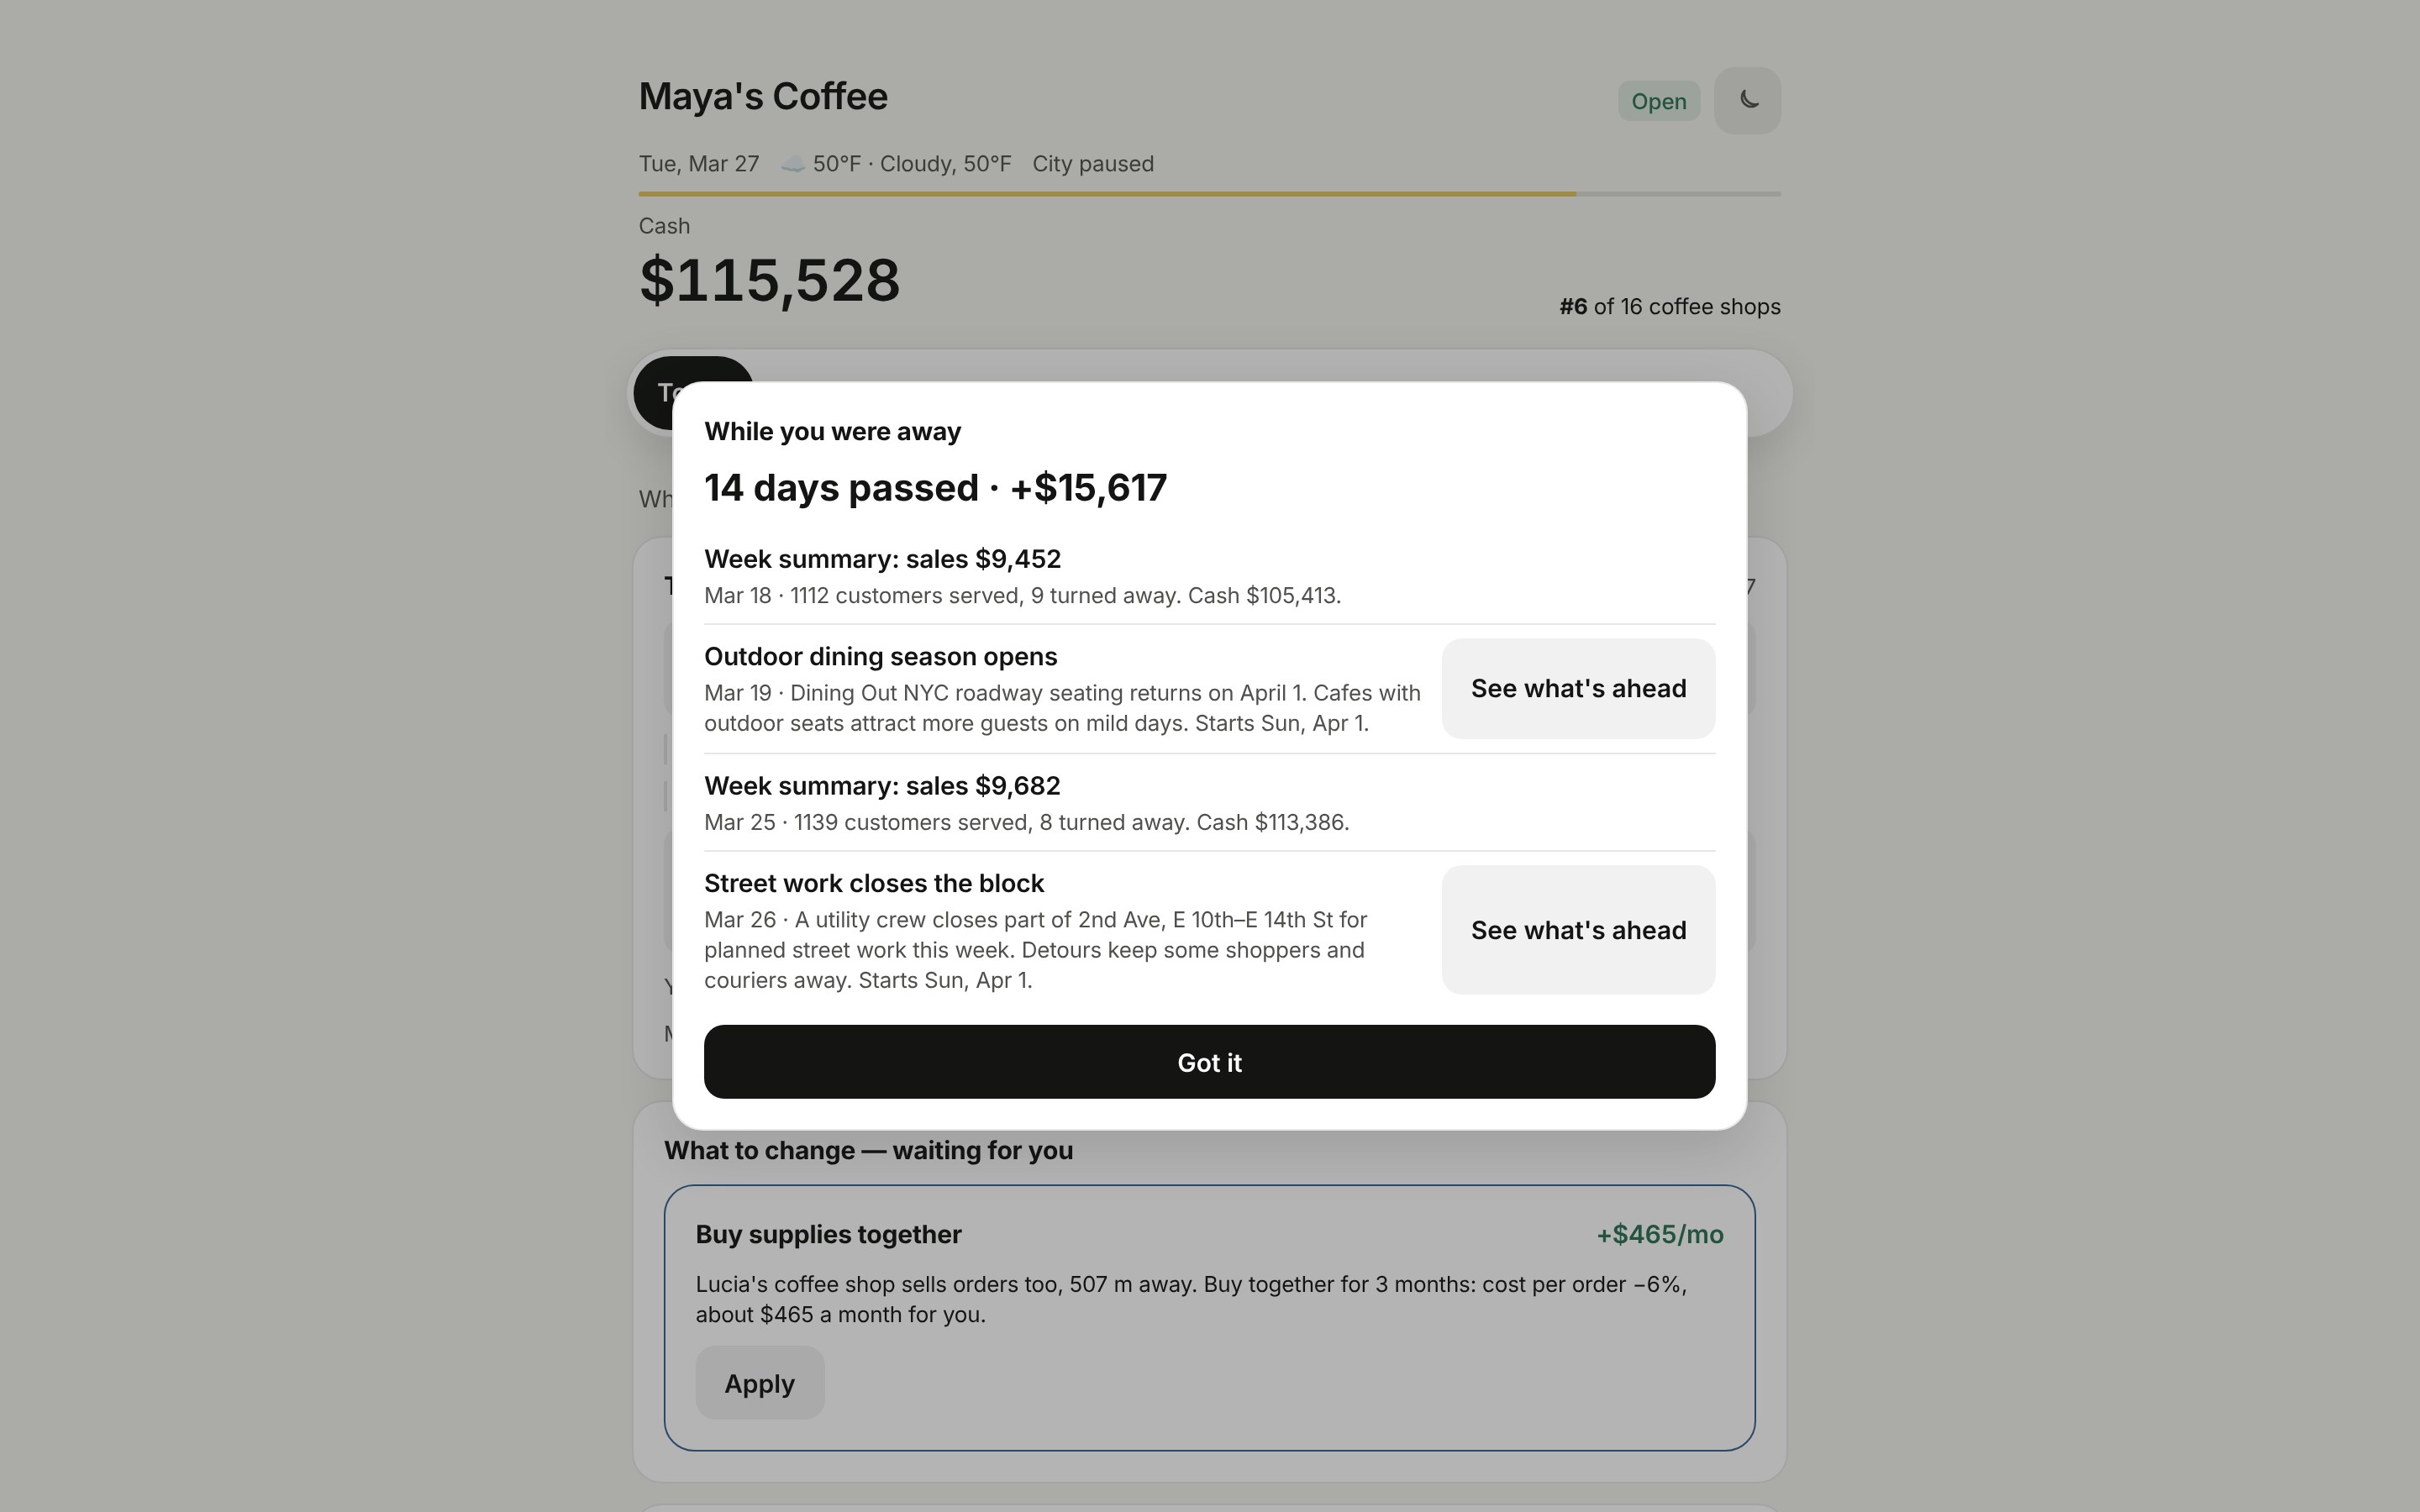 Maya's Coffee
Open
Tue, Mar 27 ☁️ 50°F · Cloudy, 50°F City paused
Cash
$115,528
#6 of 16 coffee shops
While you were away
14 days passed · +$15,617
Week summary: sales $9,452
Mar 18 · 1112 customers served, 9 turned away. Cash $105,413.
Outdoor dining season opens
Mar 19 · Dining Out NYC roadway seating returns on April 1. Cafes with
outdoor seats attract more guests on mild days. Starts Sun, Apr 1.
See what's ahead
Week summary: sales $9,682
Mar 25 · 1139 customers served, 8 turned away. Cash $113,386.
Street work closes the block
Mar 26 · A utility crew closes part of 2nd Ave, E 10th–E 14th St for
planned street work this week. Detours keep some shoppers and
couriers away. Starts Sun, Apr 1.
See what's ahead
Got it
What to change — waiting for you
Buy supplies together
+$465/mo
Lucia's coffee shop sells orders too, 507 m away. Buy together for 3 months: cost per order −6%,
about $465 a month for you.
Apply